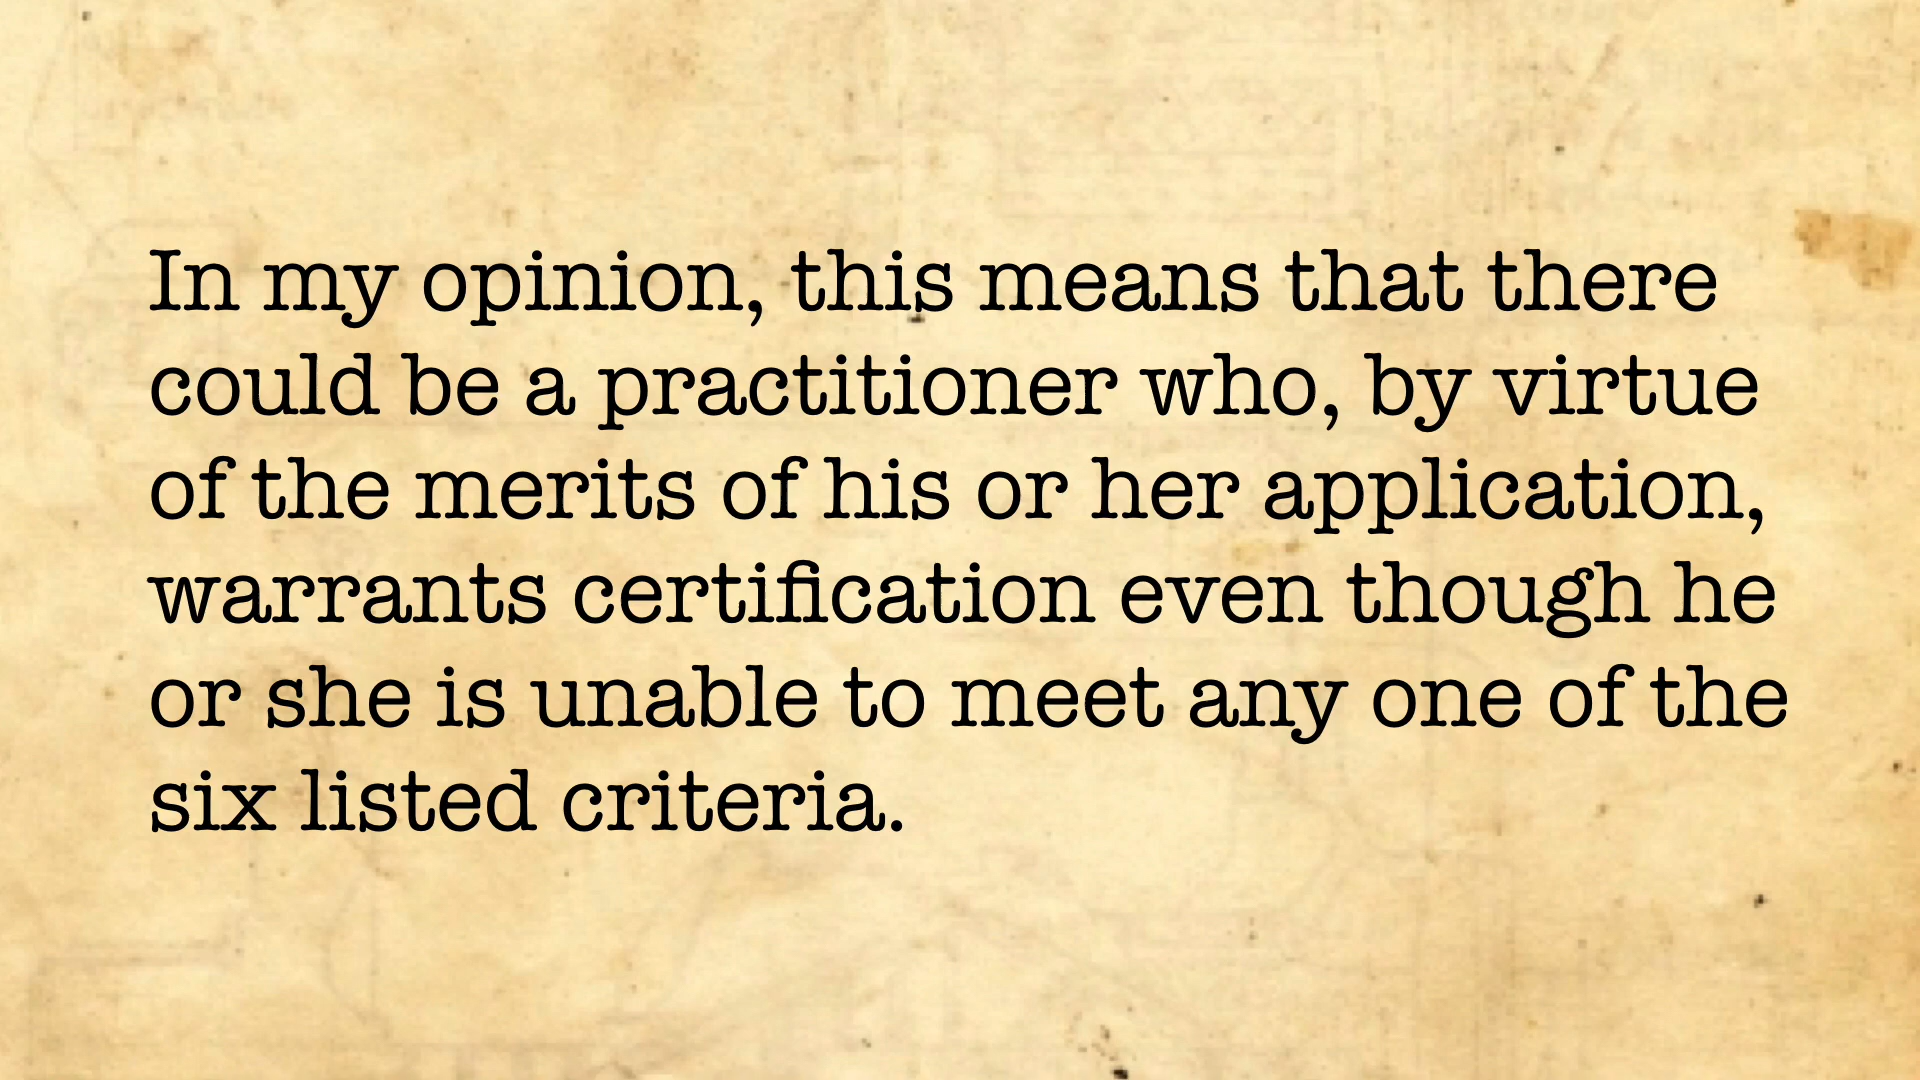 In my opinion, this means that there
could be a practitioner who, by virtue
of the merits of his or her application,
warrants certification even though he
or she is unable to meet any one of the
six listed criteria.